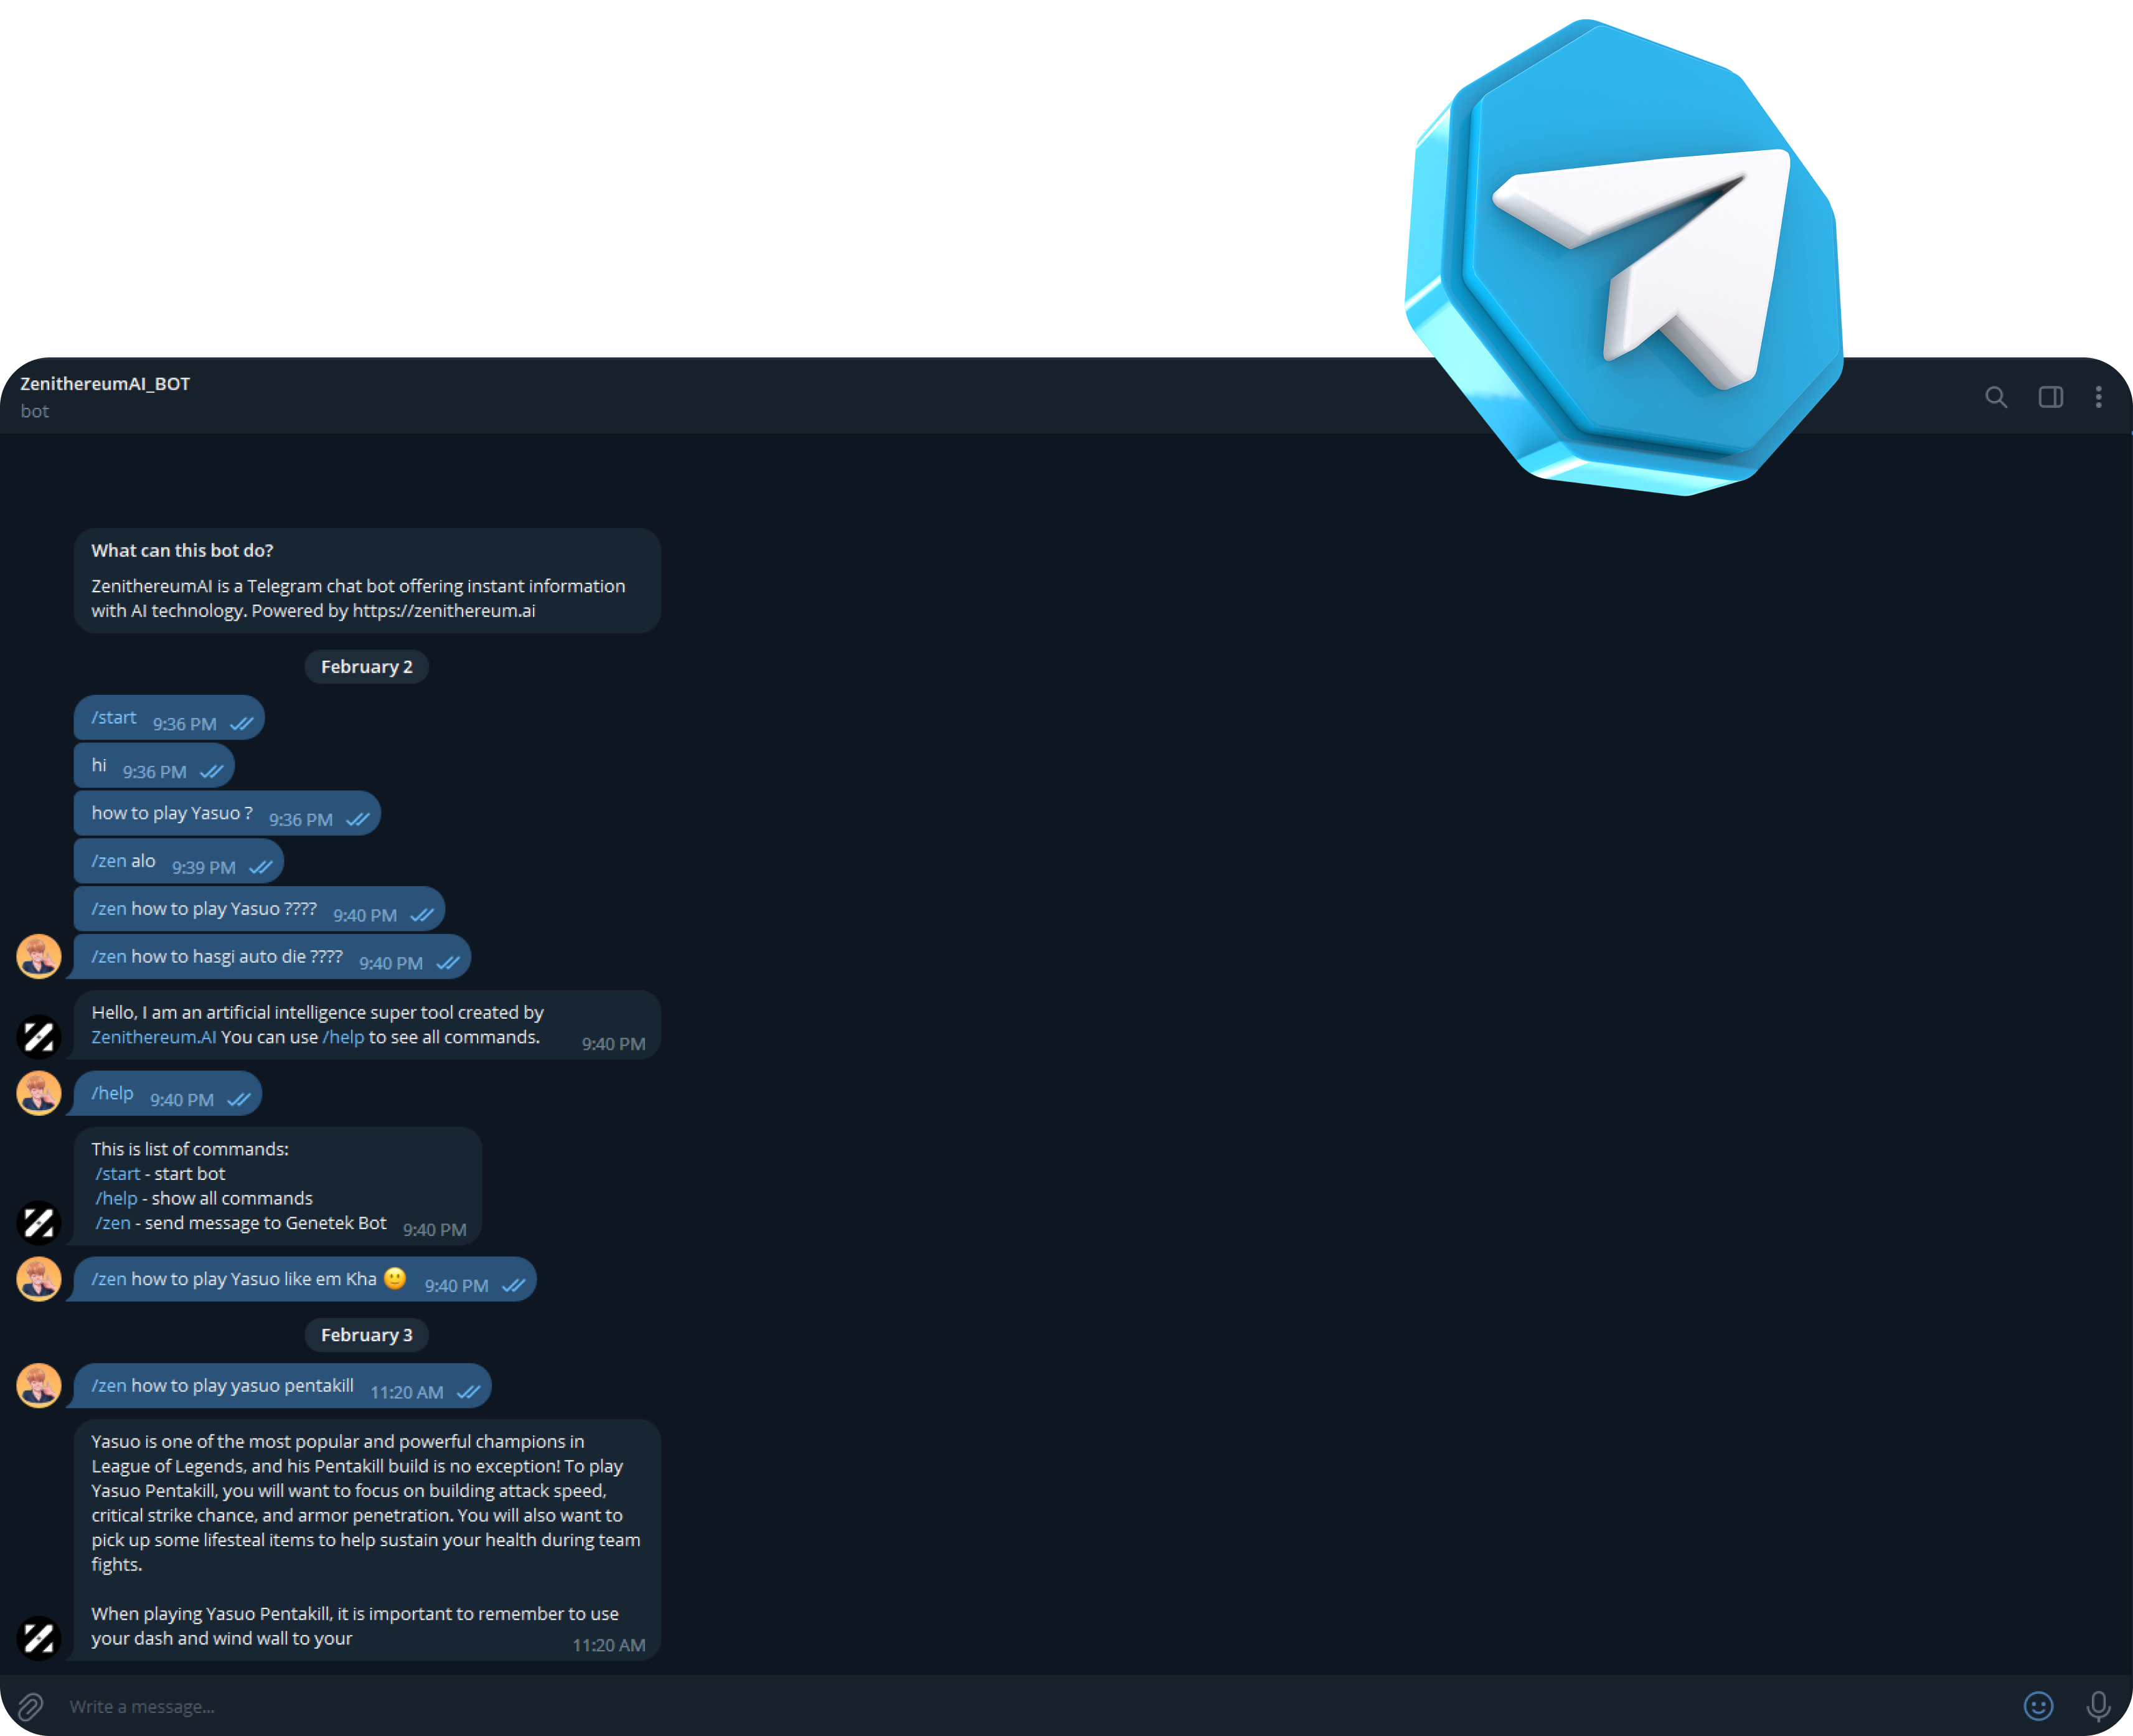 ZenithereumAI_BOT
bot
What can this bot do?
ZenithereumAI is a Telegram chat bot offering instant information
with AI technology. Powered by https://zenithereum.ai
February 2
/start 9:36 PM
hi 9:36 PM
how to play Yasuo ? 9:36 PM
/zen alo 9:39 PM
/zen how to play Yasuo ???? 9:40 PM
/zen how to hasgi auto die ???? 9:40 PM
Hello, I am an artificial intelligence super tool created by
Zenithereum.AI You can use /help to see all commands. 9:40 PM
/help 9:40 PM
This is list of commands:
/start - start bot
/help - show all commands
/zen - send message to Genetek Bot 9:40 PM
/zen how to play Yasuo like em Kha 🙂 9:40 PM
February 3
/zen how to play yasuo pentakill 11:20 AM
Yasuo is one of the most popular and powerful champions in
League of Legends, and his Pentakill build is no exception! To play
Yasuo Pentakill, you will want to focus on building attack speed,
critical strike chance, and armor penetration. You will also want to
pick up some lifesteal items to help sustain your health during team
fights.
When playing Yasuo Pentakill, it is important to remember to use
your dash and wind wall to your 11:20 AM
Write a message...